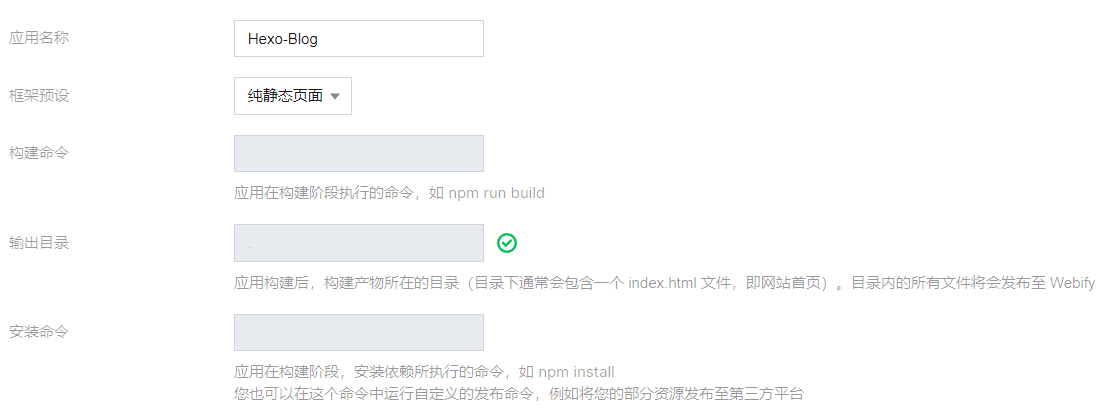 应用名称
Hexo-Blog
框架预设
纯静态页面
构建命令
应用在构建阶段执行的命令，如 npm run build
输出目录
.
应用构建后，构建产物所在的目录（目录下通常会包含一个 index.html 文件，即网站首页）。目录内的所有文件将会发布至 Webify
安装命令
应用在构建阶段，安装依赖所执行的命令，如 npm install
您也可以在这个命令中运行自定义的发布命令，例如将您的部分资源发布至第三方平台